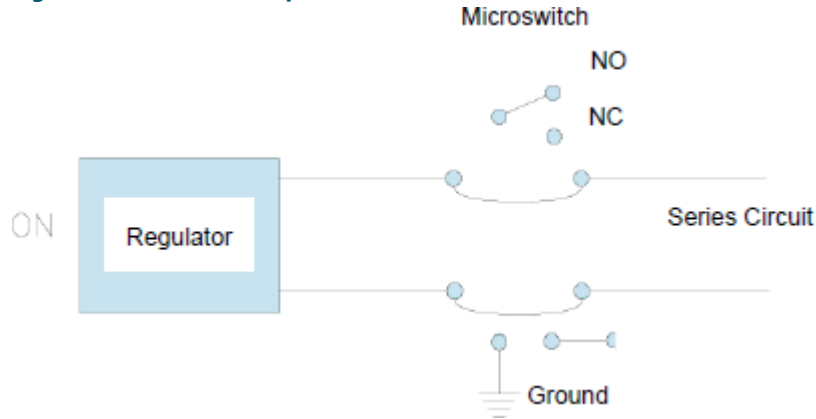 Microswitch
NO
NC
ON
Regulator
Series Circuit
Ground